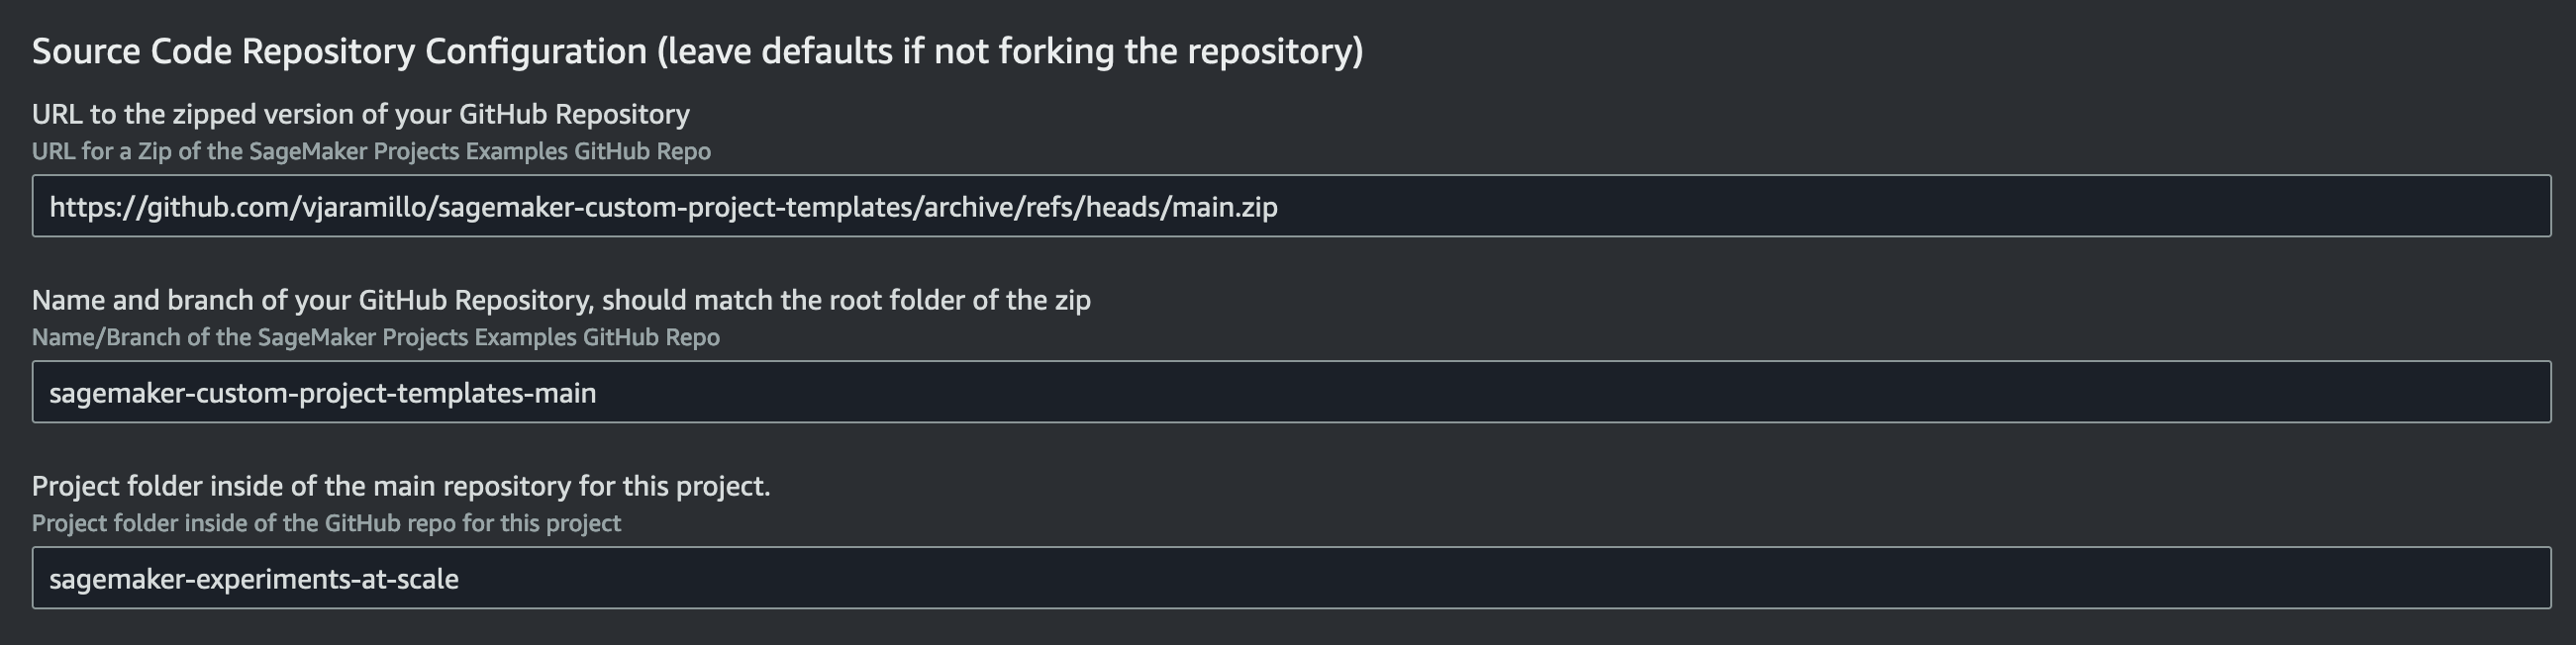 Source Code Repository Configuration (leave defaults if not forking the repository)
URL to the zipped version of your GitHub Repository
URL for a Zip of the SageMaker Projects Examples GitHub Repo
https://github.com/vjaramillo/sagemaker-custom-project-templates/archive/refs/heads/main.zip
Name and branch of your GitHub Repository, should match the root folder of the zip
Name/Branch of the SageMaker Projects Examples GitHub Repo
sagemaker-custom-project-templates-main
Project folder inside of the main repository for this project.
Project folder inside of the GitHub repo for this project
sagemaker-experiments-at-scale